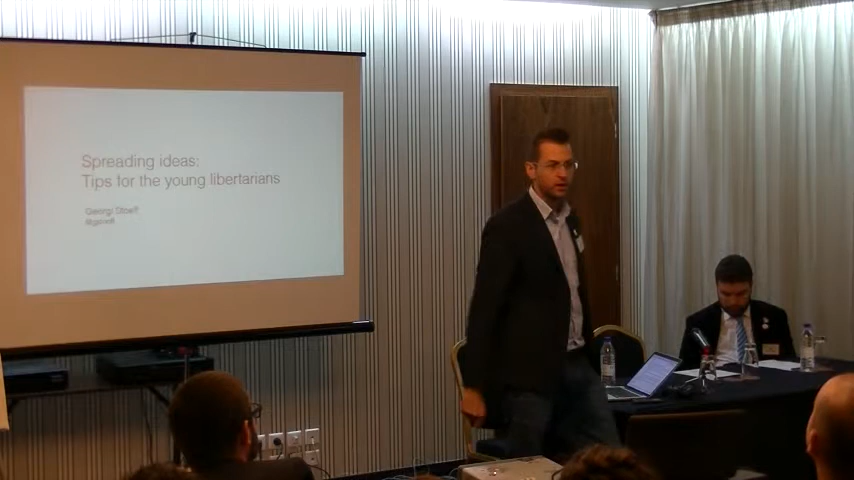 Spreading ideas:
Tips for the young libertarians
Georgi Stoeff